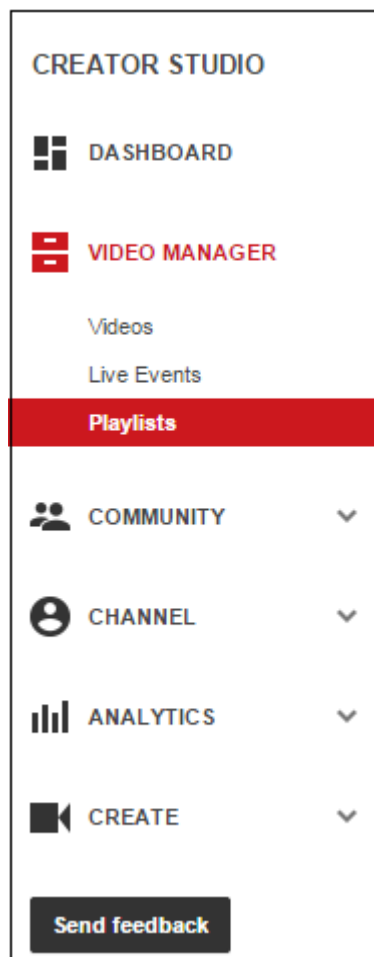 CREATOR STUDIO
DASHBOARD
VIDEO MANAGER
Videos
Live Events
Playlists
COMMUNITY
CHANNEL
ANALYTICS
CREATE
Send feedback